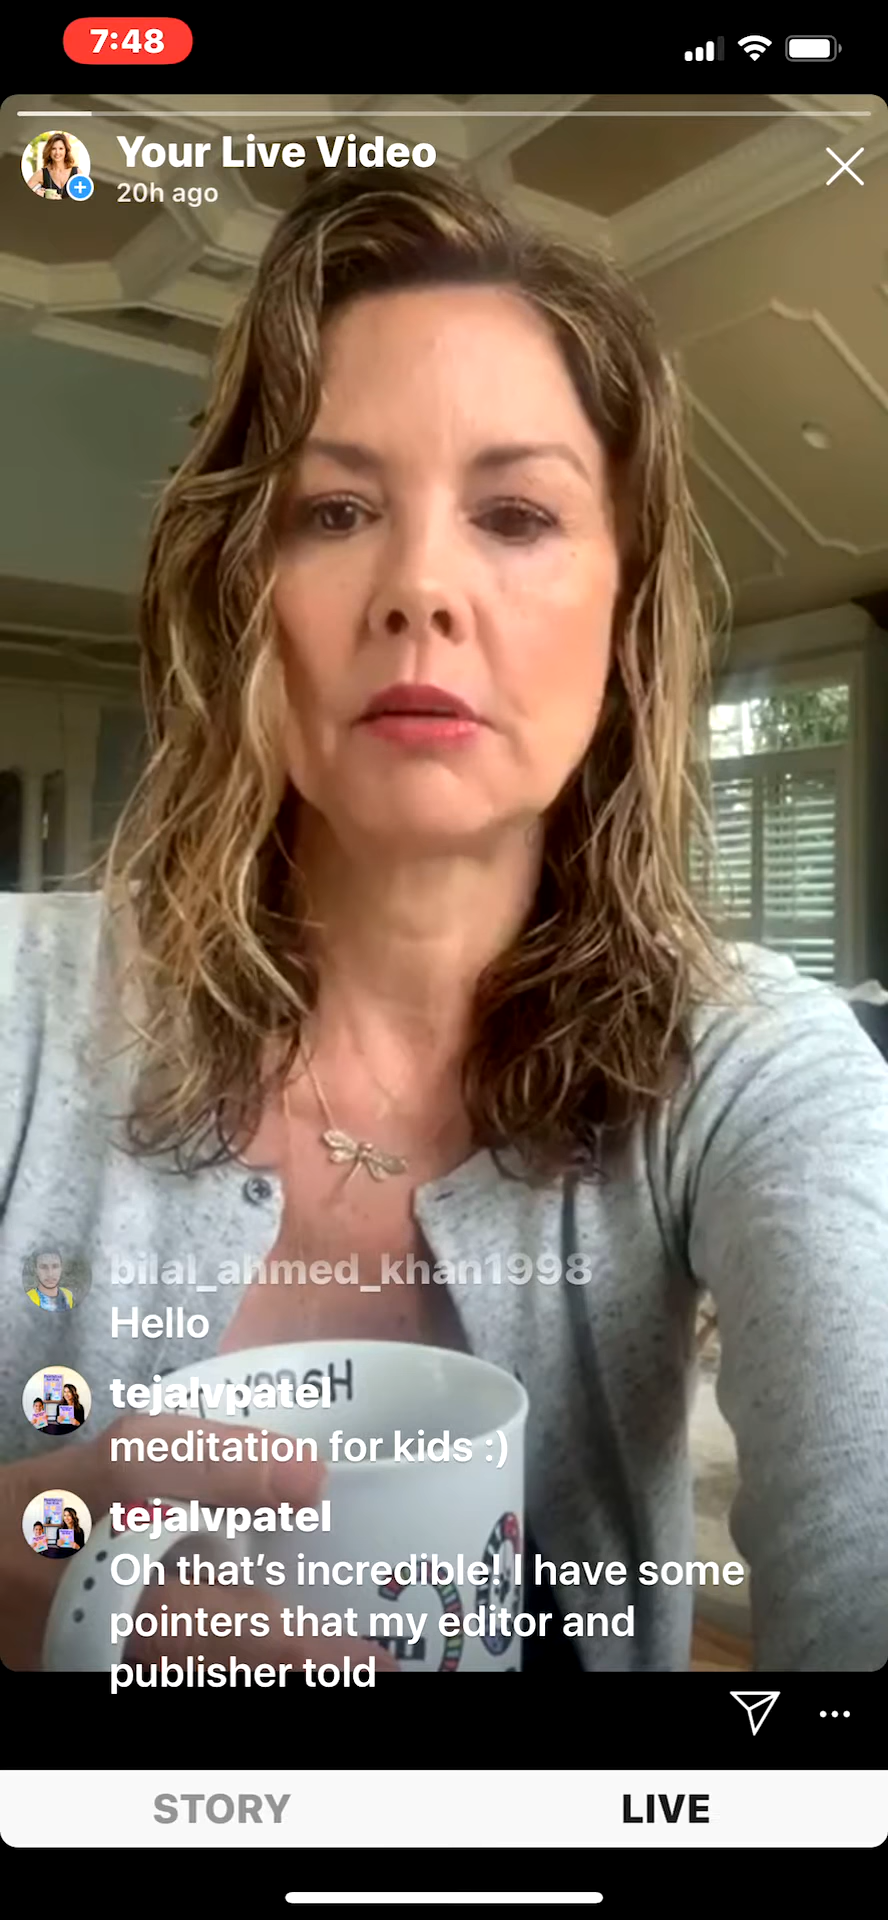 7:48
Your Live Video
20h ago
bilal_ahmed_khan1998
Hello
tejalvpatel
meditation for kids :)
tejalvpatel
Oh that’s incredible! I have some
pointers that my editor and
publisher told
STORY
LIVE